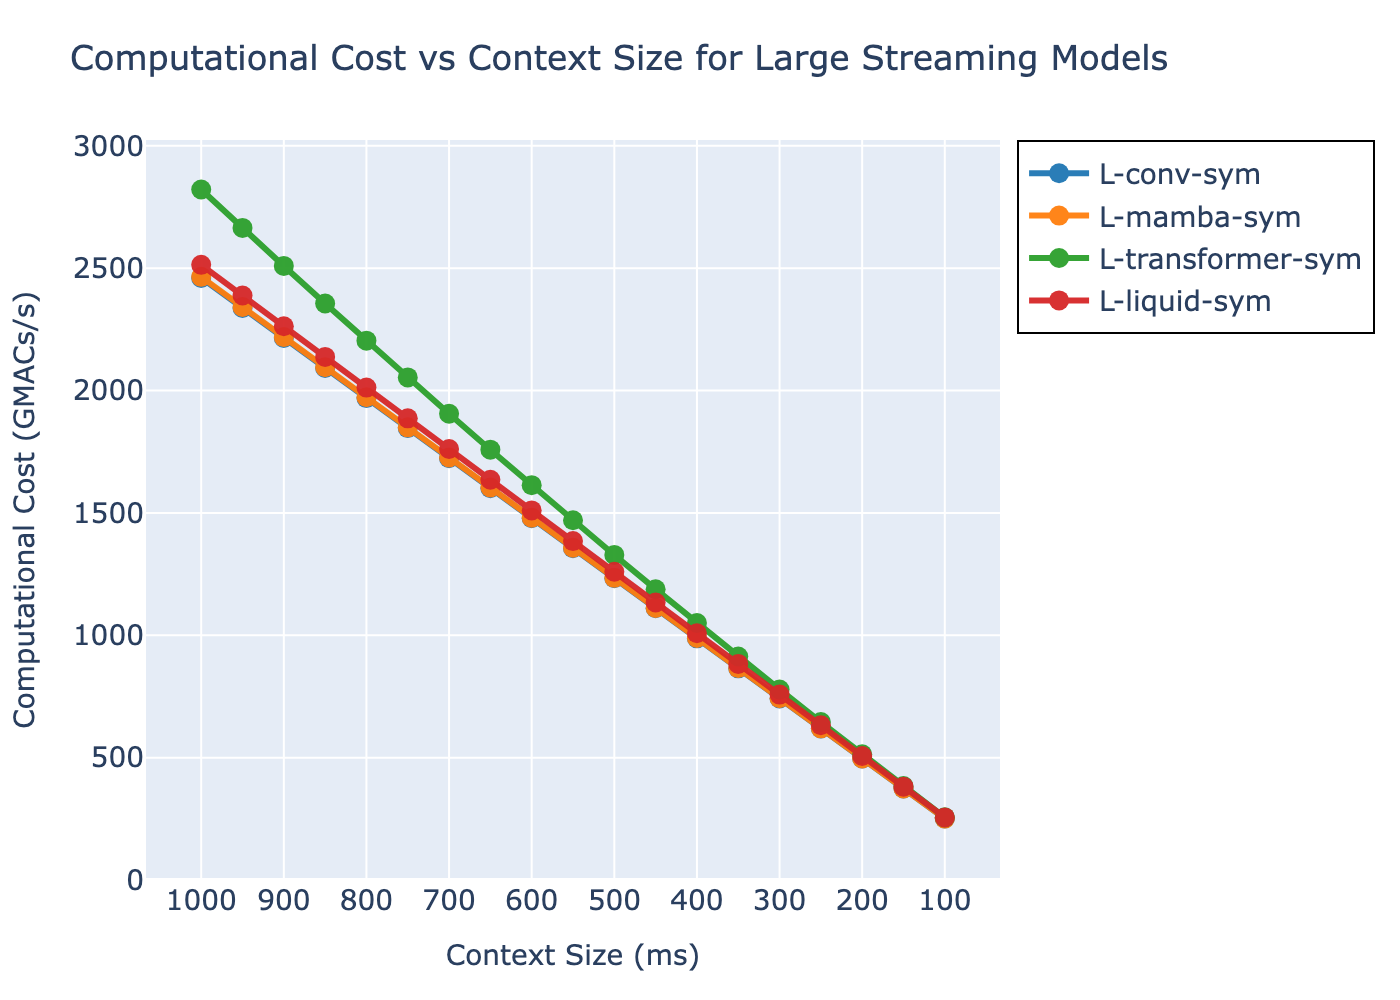 Computational Cost vs Context Size for Large Streaming Models
3000
2500
2000
1500
1000
500
0
Computational Cost (GMACs/s)
1000 900 800 700 600 500 400 300 200 100
Context Size (ms)
L-conv-sym
L-mamba-sym
L-transformer-sym
L-liquid-sym